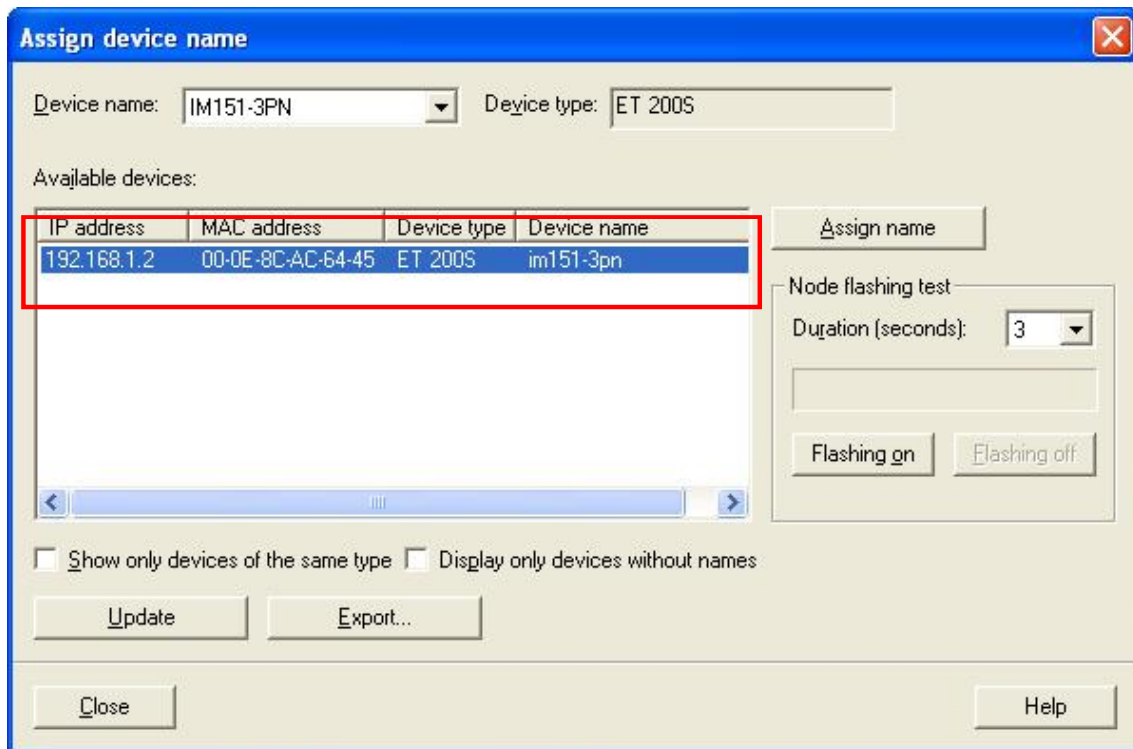 Assign device name
Device name: IM151-3PN Device type: ET 200S
Available devices:
IP address MAC address Device type Device name
192.168.1.2 00-0E-8C-AC-64-45 ET 200S im151-3pn
Assign name
Node flashing test
Duration (seconds): 3
Flashing on Flashing off
Show only devices of the same type Display only devices without names
Update Export...
Close Help